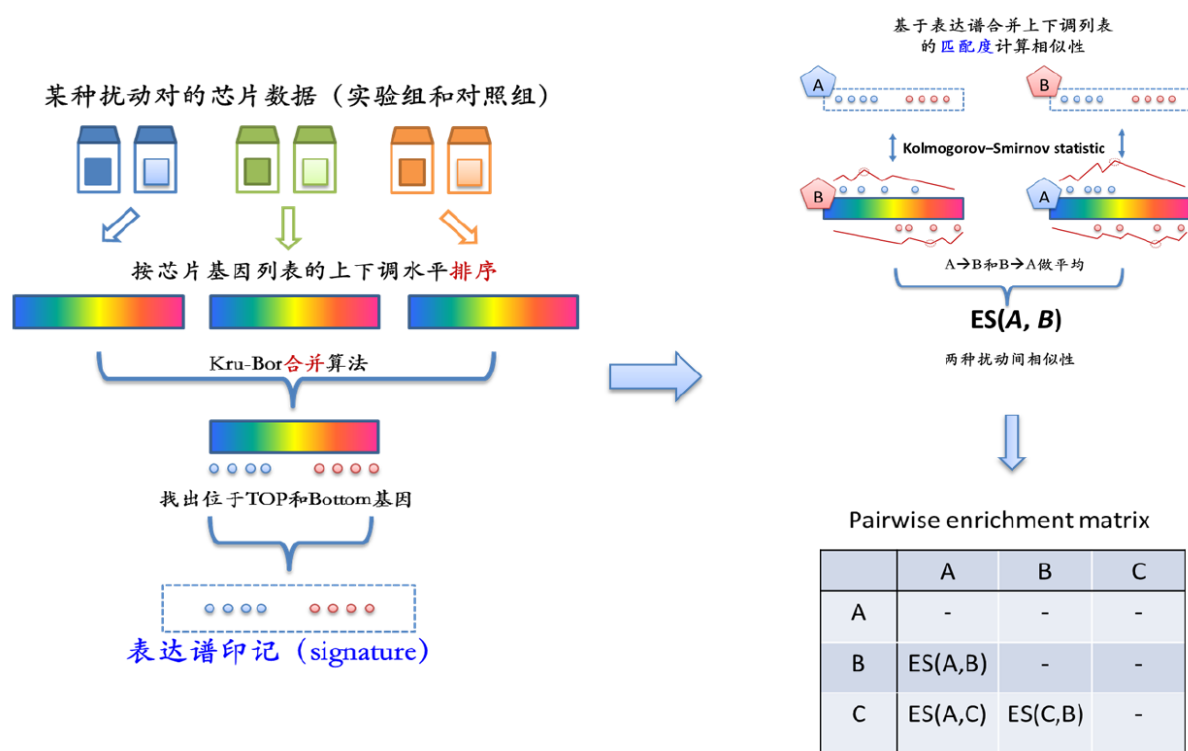 某种扰动对的芯片数据（实验组和对照组）
按芯片基因列表的上下调水平排序
Kru-Bor合并算法
找出位于TOP和Bottom基因
表达谱印记（signature）
基于表达谱合并上下调列表
的匹配度计算相似性
A
B
Kolmogorov–Smirnov statistic
B
A
A→B和B→A做平均
ES(A, B)
两种扰动间相似性
Pairwise enrichment matrix
A B C
A - - -
B ES(A,B) - -
C ES(A,C) ES(C,B) -